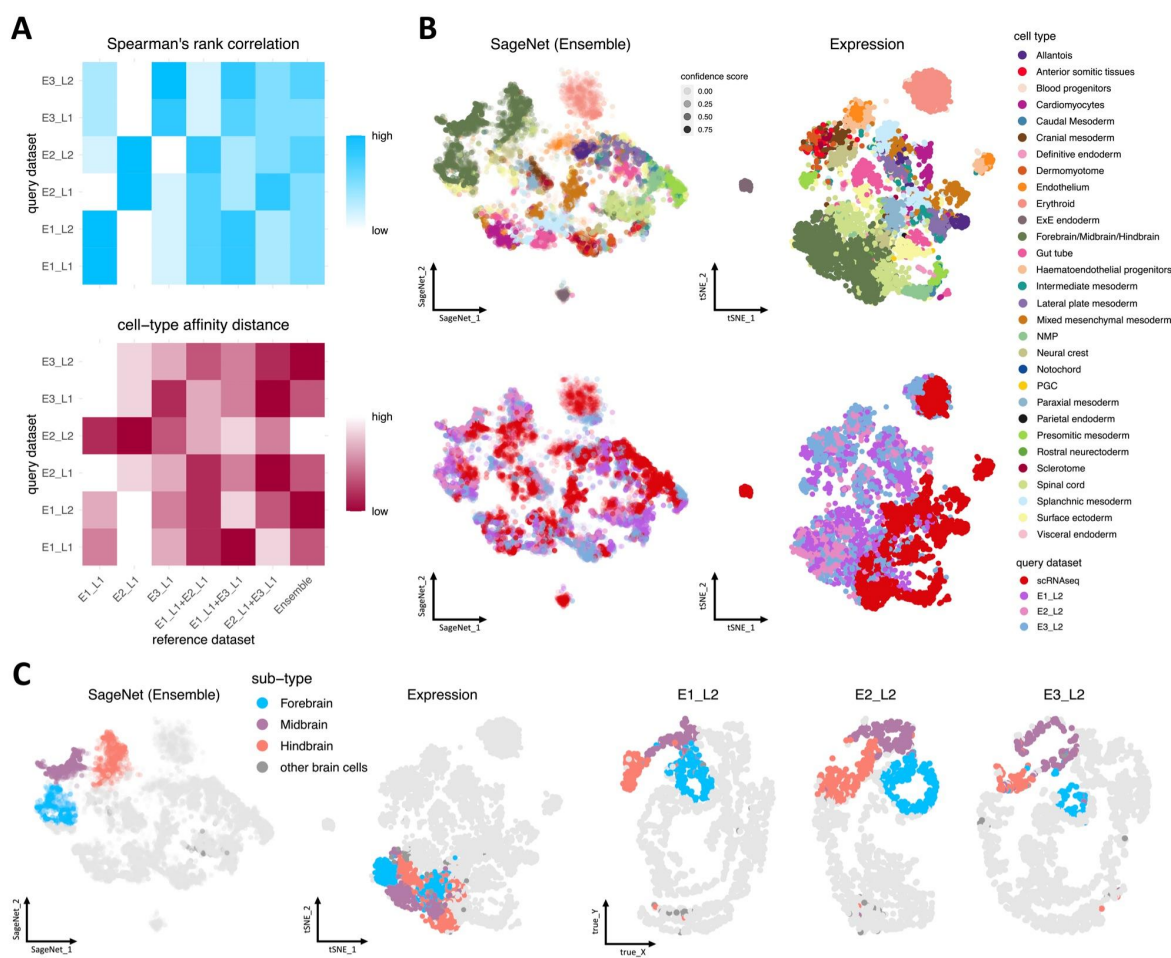 A
Spearman's rank correlation
query dataset
E3_L2
E3_L1
E2_L2
E2_L1
E1_L2
E1_L1
high
low
cell−type affinity distance
query dataset
E3_L2
E3_L1
E2_L2
E2_L1
E1_L2
E1_L1
high
low
E1_L1
E2_L1
E3_L1
E1_L1+E2_L1
E1_L1+E3_L1
E2_L1+E3_L1
Ensemble
reference dataset
B
SageNet (Ensemble)
confidence score
0.00
0.25
0.50
0.75
SageNet_2
SageNet_1
Expression
tSNE_2
tSNE_1
cell type
Allantois
Anterior somitic tissues
Blood progenitors
Cardiomyocytes
Caudal Mesoderm
Cranial mesoderm
Definitive endoderm
Dermomyotome
Endothelium
Erythroid
ExE endoderm
Forebrain/Midbrain/Hindbrain
Gut tube
Haematoendothelial progenitors
Intermediate mesoderm
Lateral plate mesoderm
Mixed mesenchymal mesoderm
NMP
Neural crest
Notochord
PGC
Paraxial mesoderm
Parietal endoderm
Presomitic mesoderm
Rostral neurectoderm
Sclerotome
Spinal cord
Splanchnic mesoderm
Surface ectoderm
Visceral endoderm
SageNet_2
SageNet_1
tSNE_2
tSNE_1
query dataset
scRNAseq
E1_L2
E2_L2
E3_L2
C
SageNet (Ensemble)
SageNet_2
SageNet_1
sub−type
Forebrain
Midbrain
Hindbrain
other brain cells
Expression
tSNE_2
tSNE_1
E1_L2
true_Y
true_X
E2_L2
E3_L2